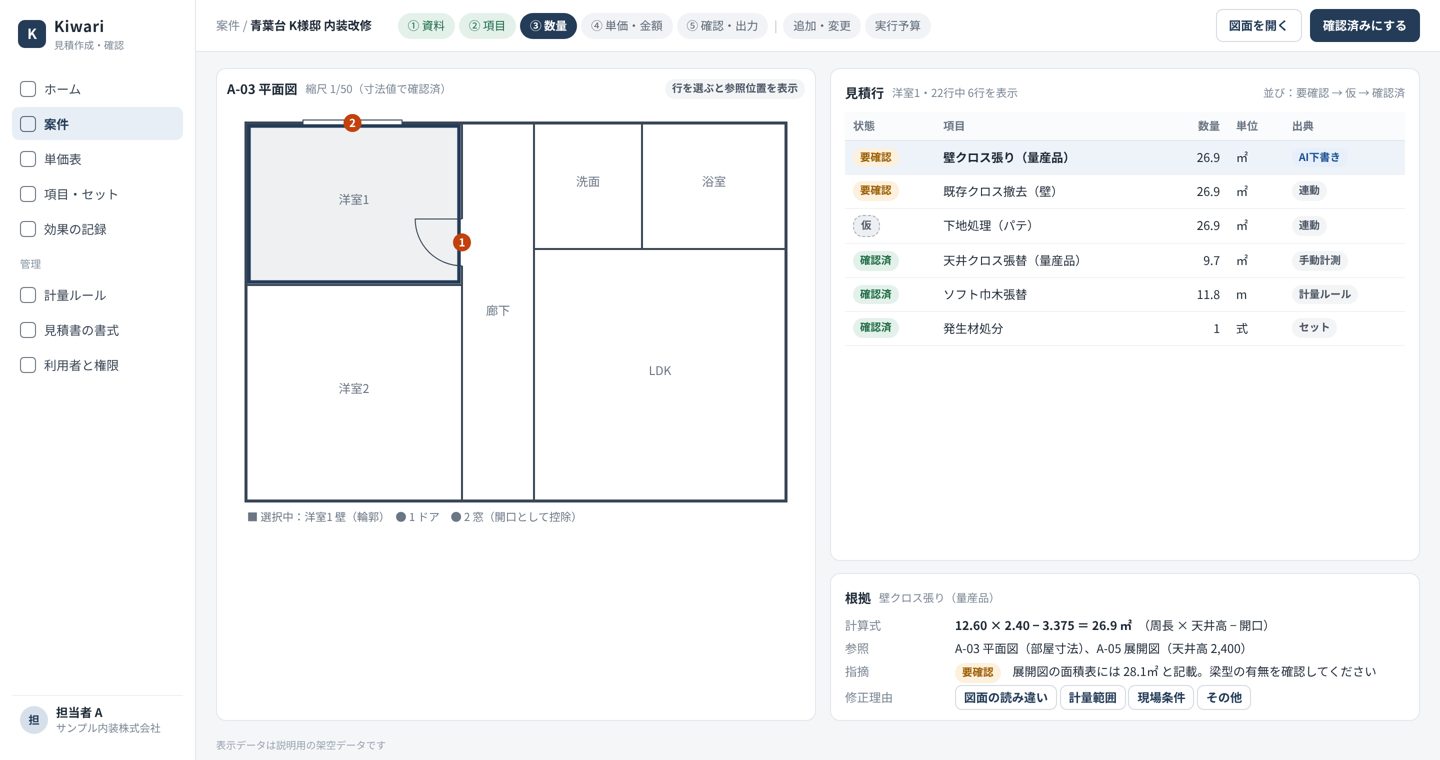 K
Kiwari
見積作成・確認
ホーム
案件
単価表
項目・セット
効果の記録
管理
計量ルール
見積書の書式
利用者と権限
担
担当者 A
サンプル内装株式会社
案件 / 青葉台 K様邸 内装改修
① 資料
② 項目
③ 数量
④ 単価・金額
⑤ 確認・出力
追加・変更
実行予算
図面を開く
確認済みにする
A-03 平面図 縮尺 1/50（寸法値で確認済）
行を選ぶと参照位置を表示
2
洋室1
1
洗面
浴室
廊下
洋室2
LDK
■ 選択中：洋室1 壁（輪郭） ● 1 ドア ● 2 窓（開口として控除）
見積行 洋室1・22行中 6行を表示
並び：要確認 → 仮 → 確認済
状態 項目 数量 単位 出典
要確認 壁クロス張り（量産品） 26.9 ㎡ AI下書き
要確認 既存クロス撤去（壁） 26.9 ㎡ 連動
仮 下地処理（パテ） 26.9 ㎡ 連動
確認済 天井クロス張替（量産品） 9.7 ㎡ 手動計測
確認済 ソフト巾木張替 11.8 m 計量ルール
確認済 発生材処分 1 式 セット
根拠 壁クロス張り（量産品）
計算式 12.60 × 2.40 − 3.375 ＝ 26.9 ㎡ （周長 × 天井高 − 開口）
参照 A-03 平面図（部屋寸法）、A-05 展開図（天井高 2,400）
指摘 要確認 展開図の面積表には 28.1㎡ と記載。梁型の有無を確認してください
修正理由 図面の読み違い 計量範囲 現場条件 その他
表示データは説明用の架空データです